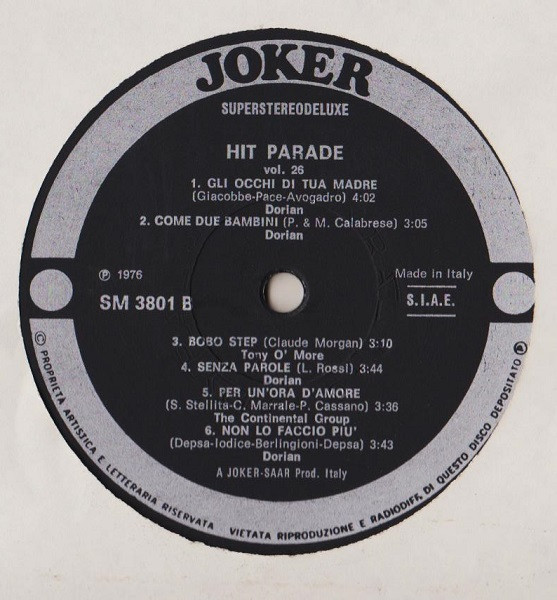 JOKER
SUPERSTEREODELUXE
HIT PARADE
vol. 26
1. GLI OCCHI DI TUA MADRE
(Giacobbe-Pace-Avogadro) 4:02
Dorian
2. COME DUE BAMBINI (P. & M. Calabrese) 3:05
Dorian
℗ 1976
Made in Italy
SM 3801 B
S.I.A.E.
3. BOBO STEP (Claude Morgan) 3:10
Tony O' More
4. SENZA PAROLE (L. Rossi) 3:44
Dorian
5. PER UN'ORA D'AMORE
(S. Stellita-C. Marrale-P. Cassano) 3:36
The Continental Group
6. NON LO FACCIO PIU'
(Depsa-Iodice-Berlingioni-Depsa) 3:43
Dorian
A JOKER-SAAR Prod. Italy
© PROPRIETA ARTISTICA E LETTERARIA RISERVATA - VIETATA RIPRODUZIONE E RADIODIFF. DI QUESTO DISCO DEPOSITATO ℗